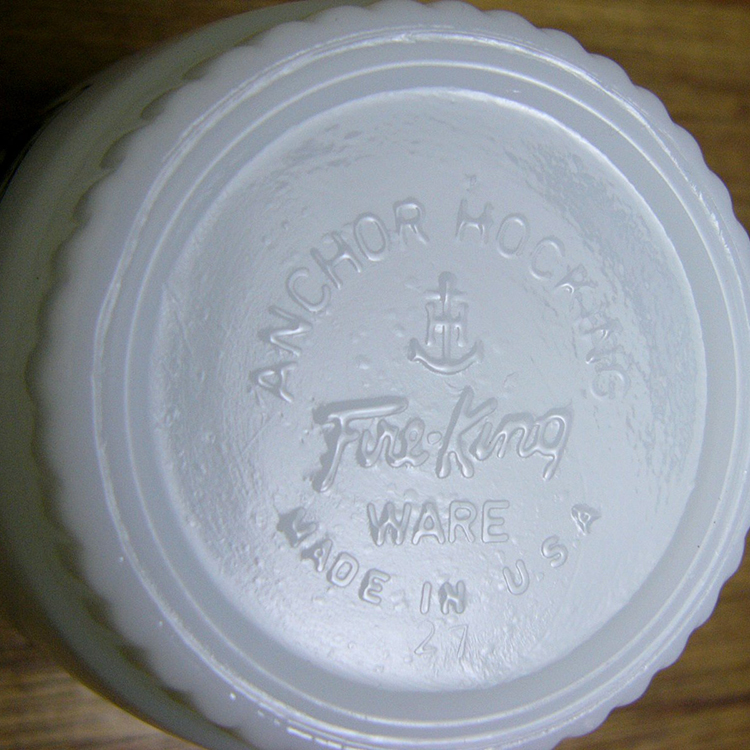 ANCHOR HOCKING
H
Fire-King
WARE
MADE IN U.S.A
27